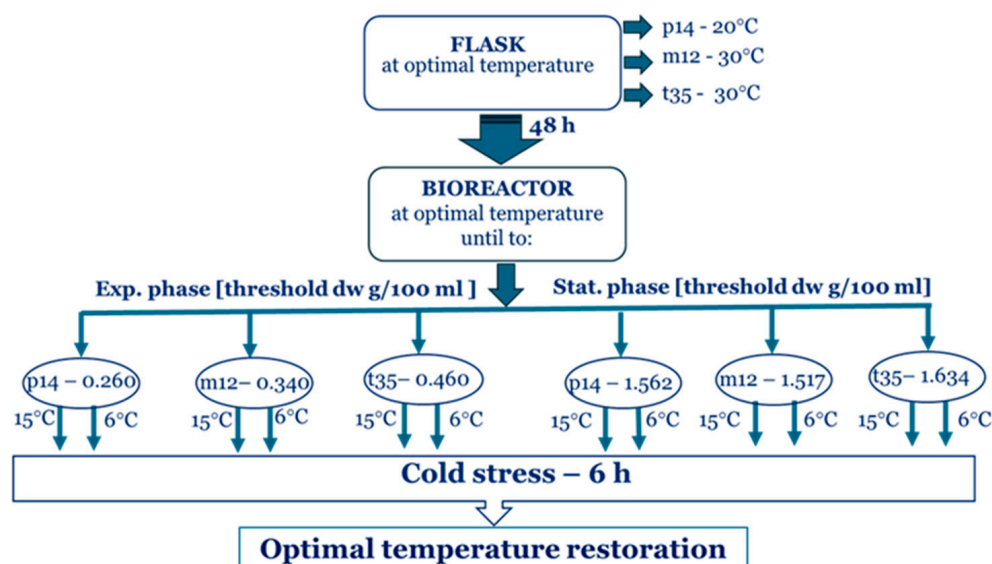 FLASK
at optimal temperature
p14 - 20°C
m12 - 30°C
t35 - 30°C
48 h
BIOREACTOR
at optimal temperature
until to:
Exp. phase [threshold dw g/100 ml ]
Stat. phase [threshold dw g/100 ml]
p14 – 0.260
m12– 0.340
t35– 0.460
p14 – 1.562
m12 – 1.517
t35– 1.634
15°C
6°C
15°C
6°C
15°C
6°C
15°C
6°C
15°C
6°C
15°C
6°C
Cold stress – 6 h
Optimal temperature restoration